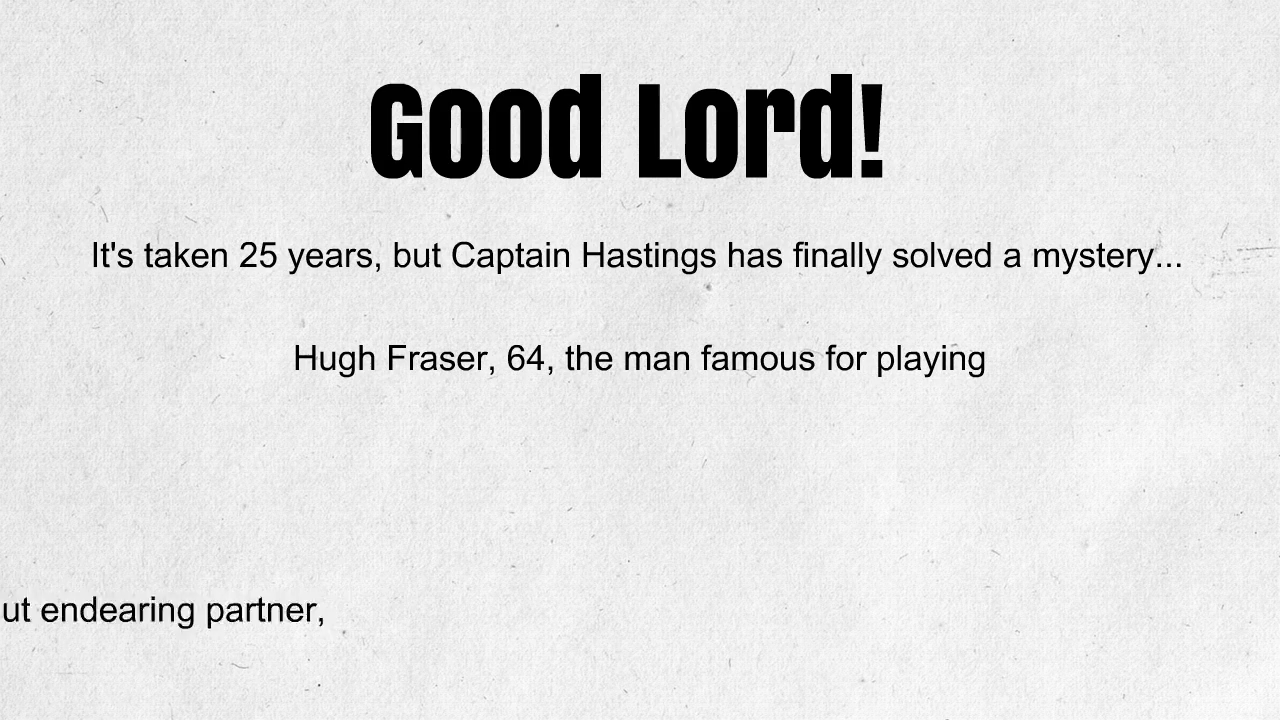 Good Lord!
It's taken 25 years, but Captain Hastings has finally solved a mystery...
Hugh Fraser, 64, the man famous for playing
ut endearing partner,